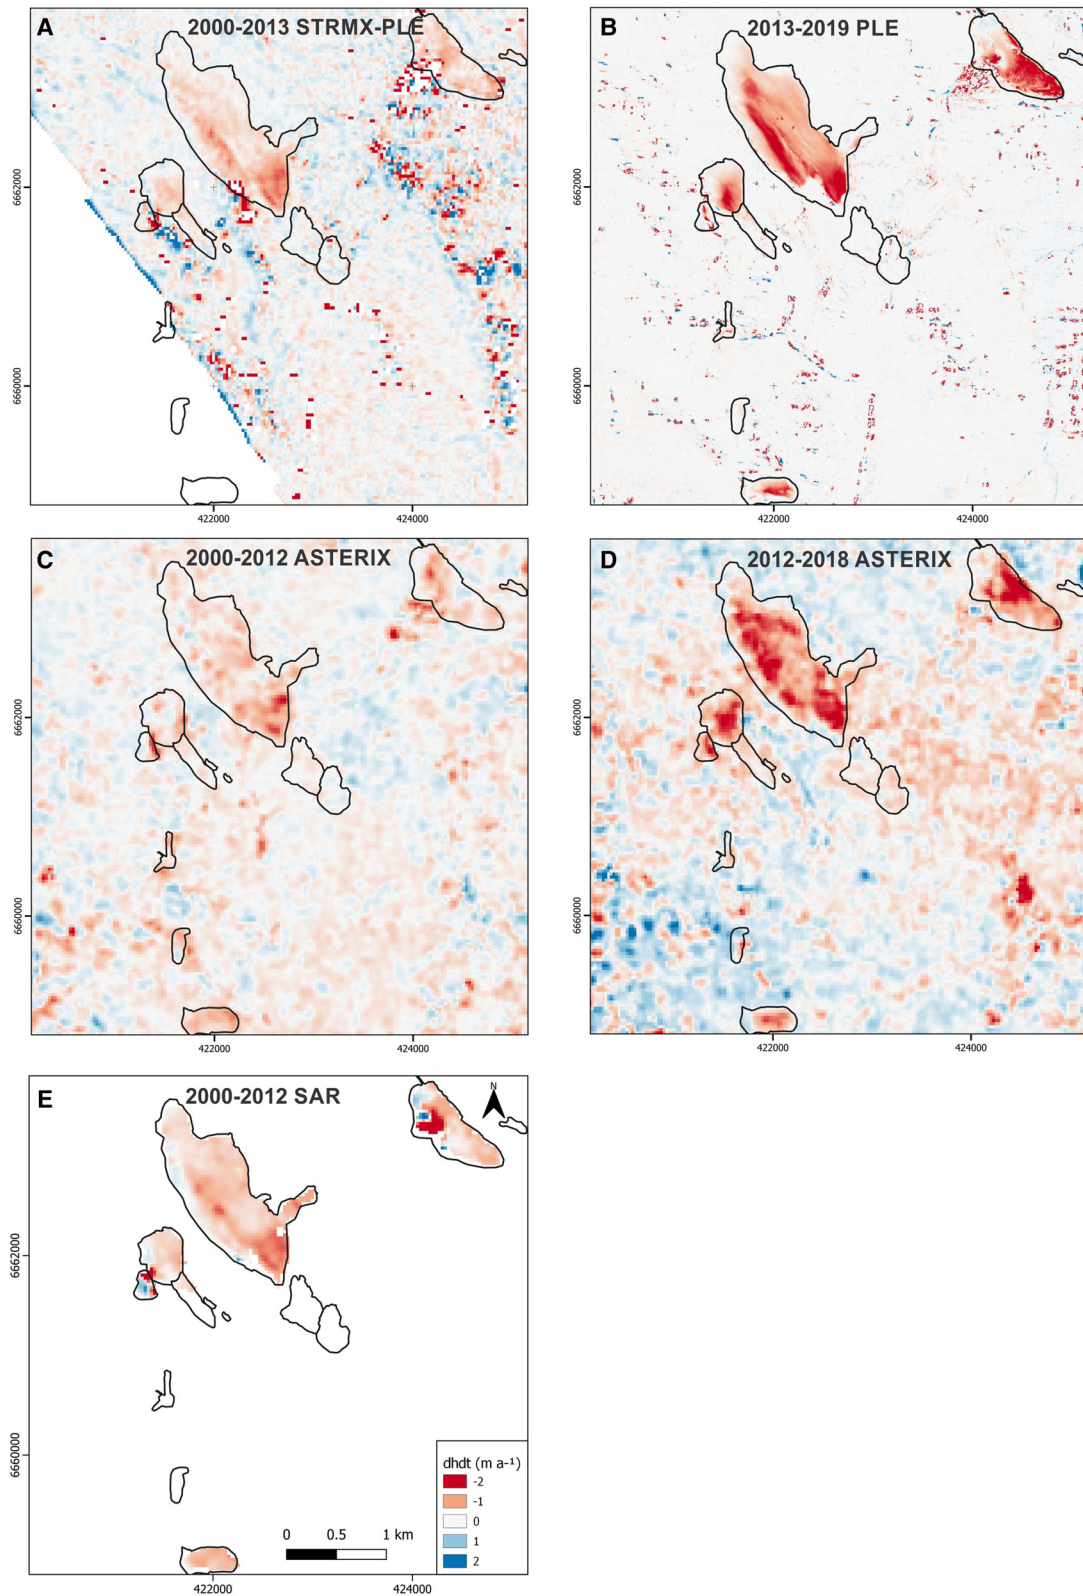 A
2000-2013 STRMX-PLE
6662000
6660000
422000
424000
B
2013-2019 PLE
6662000
6660000
422000
424000
C
2000-2012 ASTERIX
6662000
6660000
422000
424000
D
2012-2018 ASTERIX
6662000
6660000
422000
424000
E
2000-2012 SAR
N
6662000
6660000
dhdt (m a⁻¹)
-2
-1
0
1
2
0 0.5 1 km
422000
424000